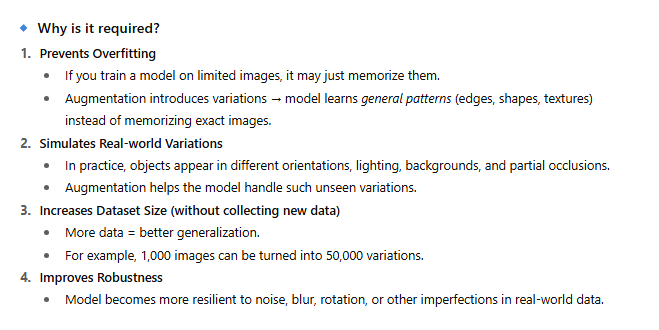 Why is it required?
1. Prevents Overfitting
• If you train a model on limited images, it may just memorize them.
• Augmentation introduces variations → model learns general patterns (edges, shapes, textures)
instead of memorizing exact images.
2. Simulates Real-world Variations
• In practice, objects appear in different orientations, lighting, backgrounds, and partial occlusions.
• Augmentation helps the model handle such unseen variations.
3. Increases Dataset Size (without collecting new data)
• More data = better generalization.
• For example, 1,000 images can be turned into 50,000 variations.
4. Improves Robustness
• Model becomes more resilient to noise, blur, rotation, or other imperfections in real-world data.